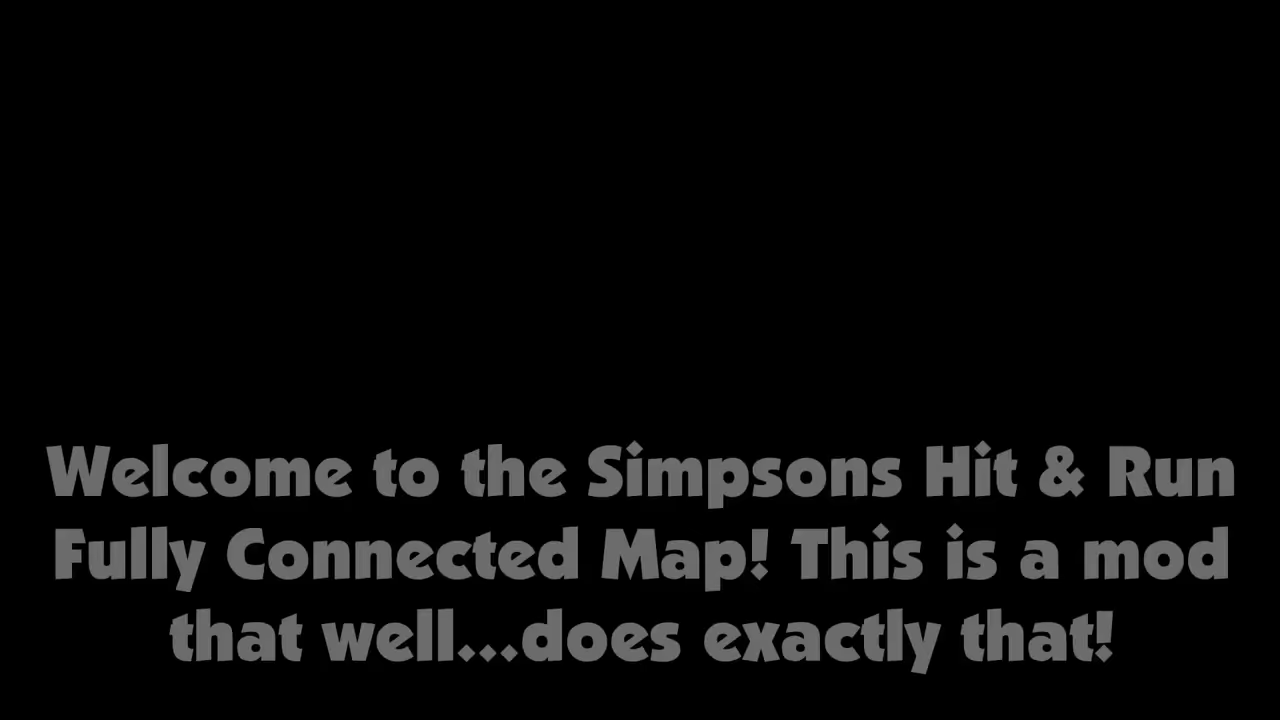 Welcome to the Simpsons Hit & Run
Fully Connected Map! This is a mod
that well...does exactly that!